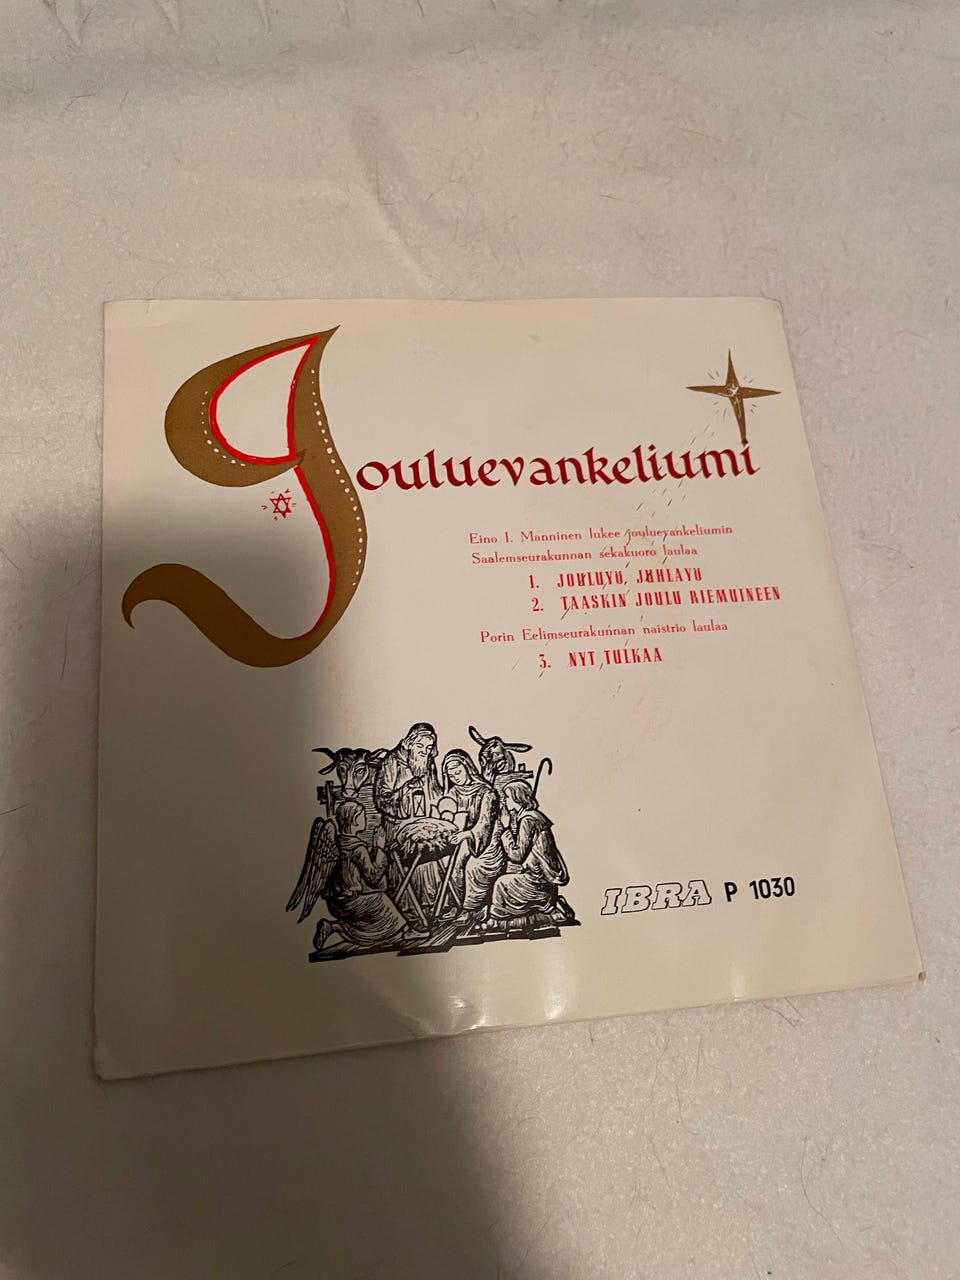 Jouluevankeliumi
Eino I. Manninen lukee jouluevankeliumin
Saalemseurakunnan sekakuoro laulaa
1. JOULUYÖ, JUHLAYÖ
2. TAASKIN JOULU RIEMUINEEN
Porin Eelimseurakunnan naistrio laulaa
3. NYT TULKAA
IBRA P 1030